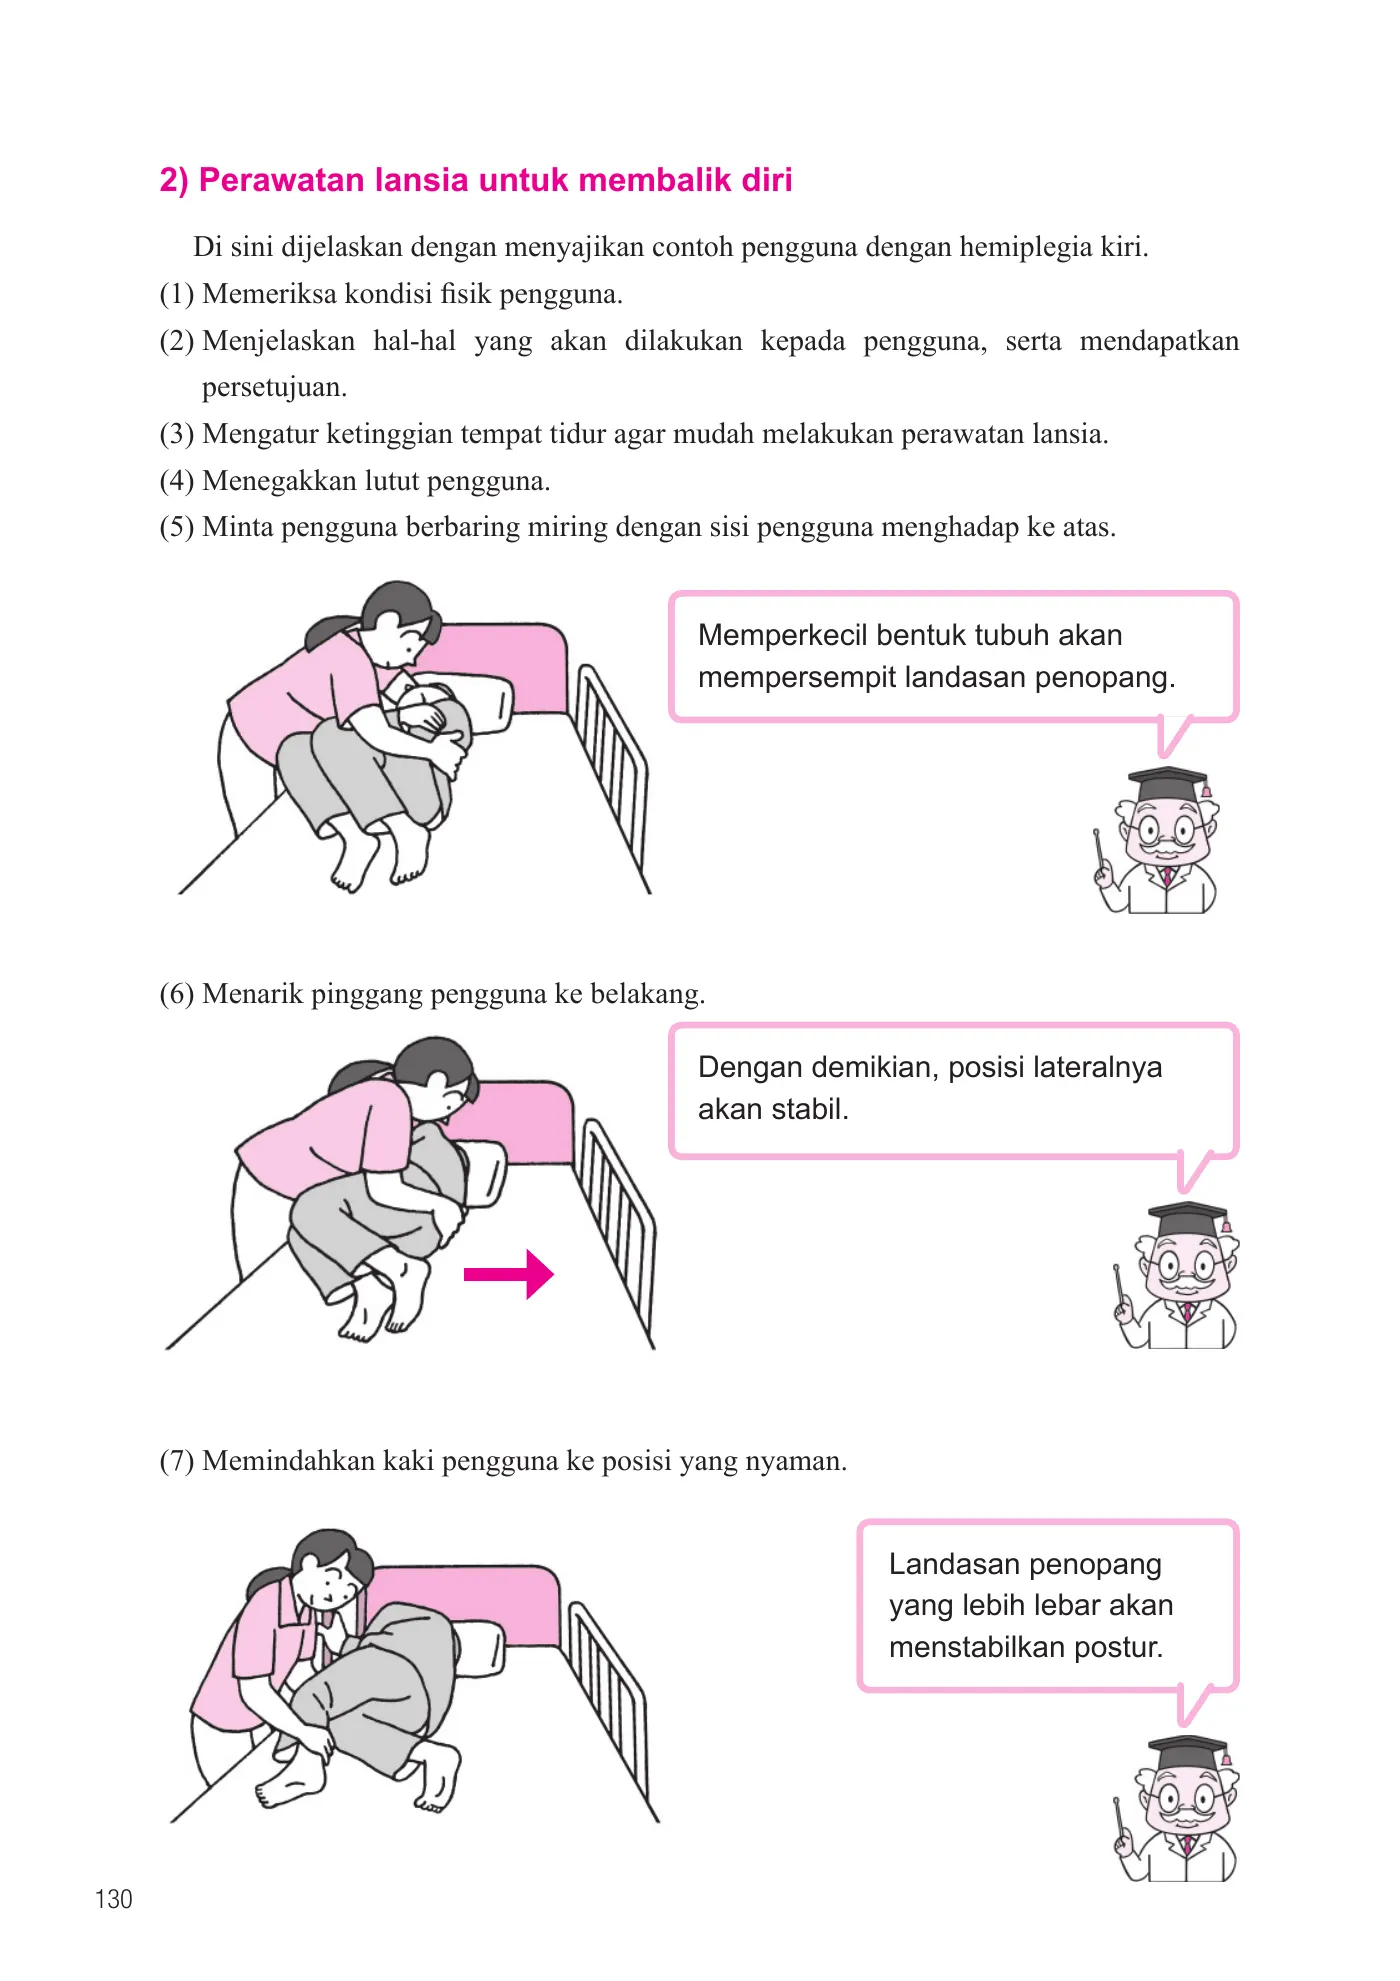 2) Perawatan lansia untuk membalik diri
Di sini dijelaskan dengan menyajikan contoh pengguna dengan hemiplegia kiri.
(1) Memeriksa kondisi fisik pengguna.
(2) Menjelaskan hal-hal yang akan dilakukan kepada pengguna, serta mendapatkan
persetujuan.
(3) Mengatur ketinggian tempat tidur agar mudah melakukan perawatan lansia.
(4) Menegakkan lutut pengguna.
(5) Minta pengguna berbaring miring dengan sisi pengguna menghadap ke atas.
Memperkecil bentuk tubuh akan
mempersempit landasan penopang.
(6) Menarik pinggang pengguna ke belakang.
Dengan demikian, posisi lateralnya
akan stabil.
(7) Memindahkan kaki pengguna ke posisi yang nyaman.
Landasan penopang
yang lebih lebar akan
menstabilkan postur.
130